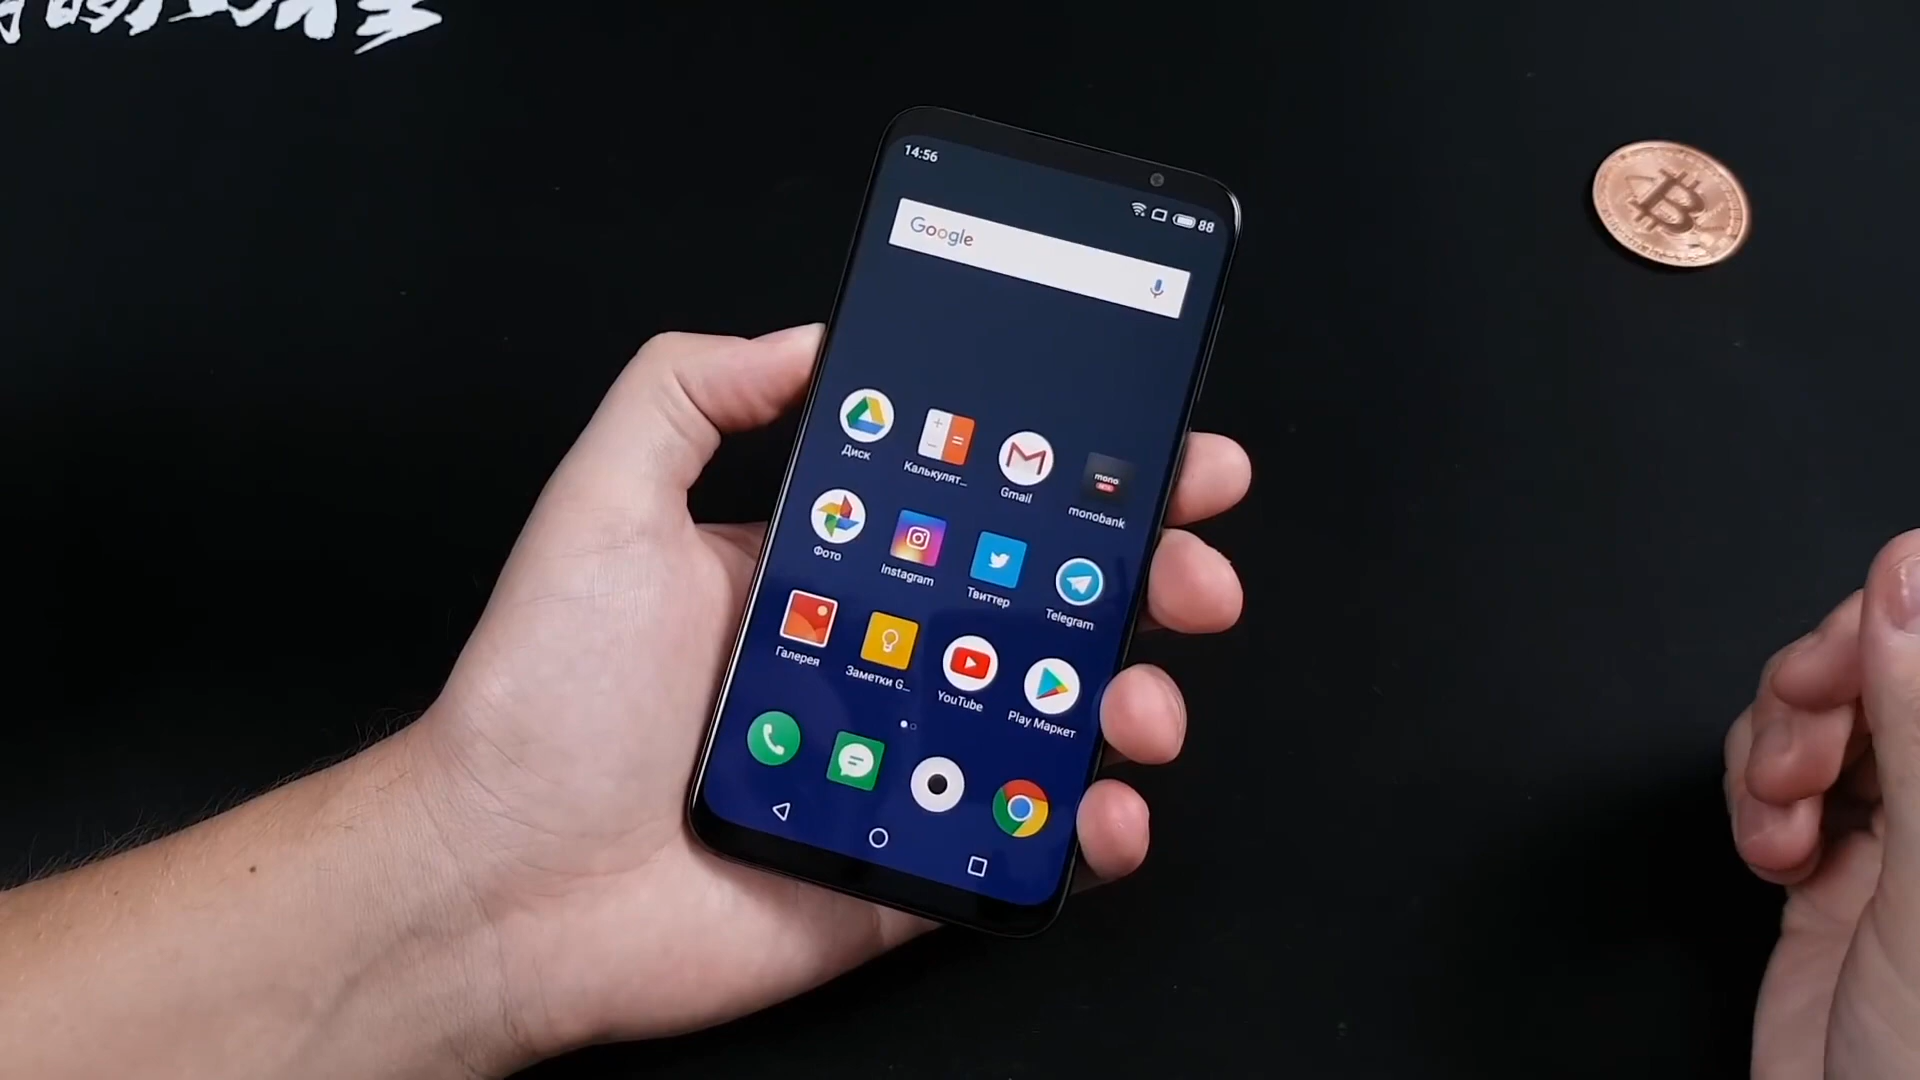 14:56
88
Google
Диск
Калькулят...
Gmail
mono
monobank
Фото
Instagram
Твиттер
Telegram
Галерея
Заметки G...
YouTube
Play Маркет